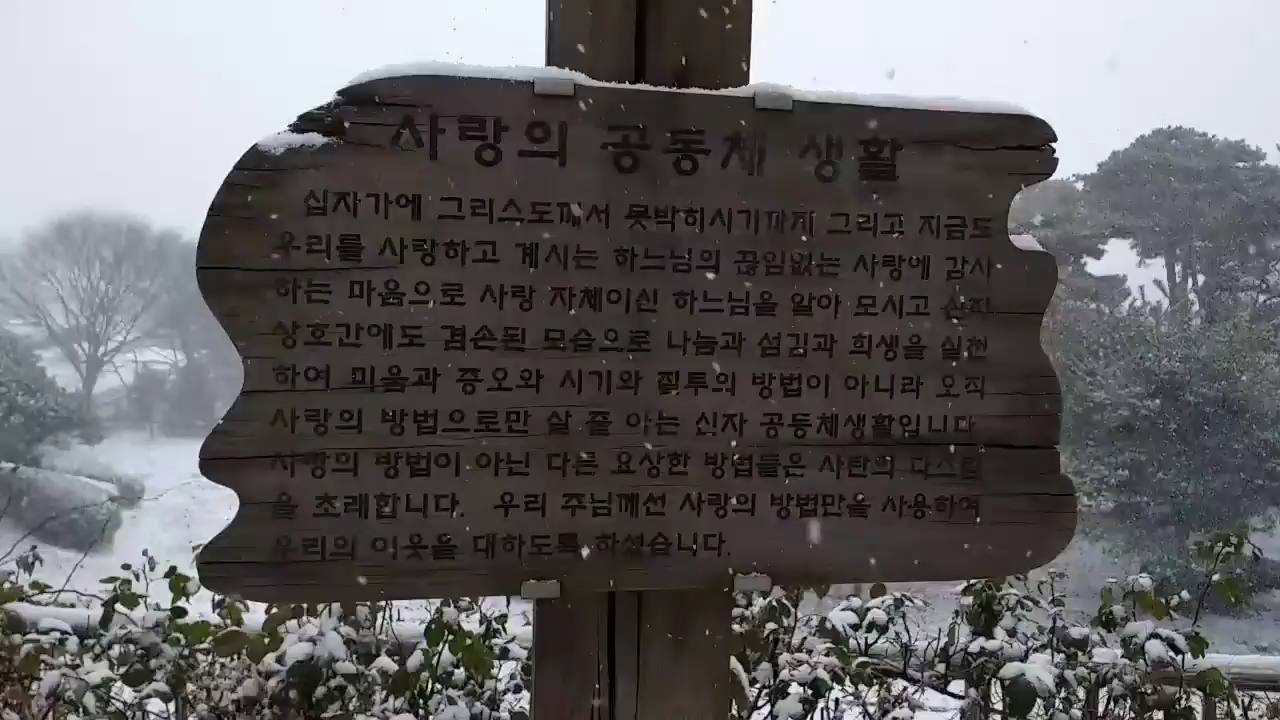 사랑의 공동체 생활
십자가에 그리스도께서 못박히시기까지 그리고 지금도
우리를 사랑하고 계시는 하느님의 끊임없는 사랑에 감사
하는 마음으로 사랑 자체이신 하느님을 알아 모시고 신자
상호간에도 겸손된 모습으로 나눔과 섬김과 희생을 실천
하여 미움과 증오와 시기와 질투의 방법이 아니라 오직
사랑의 방법으로만 살 줄 아는 신자 공동체생활입니다
사랑의 방법이 아닌 다른 요상한 방법들은 사탄의 다스림
을 초래합니다. 우리 주님께선 사랑의 방법만을 사용하여
우리의 이웃을 대하도록 하셨습니다.